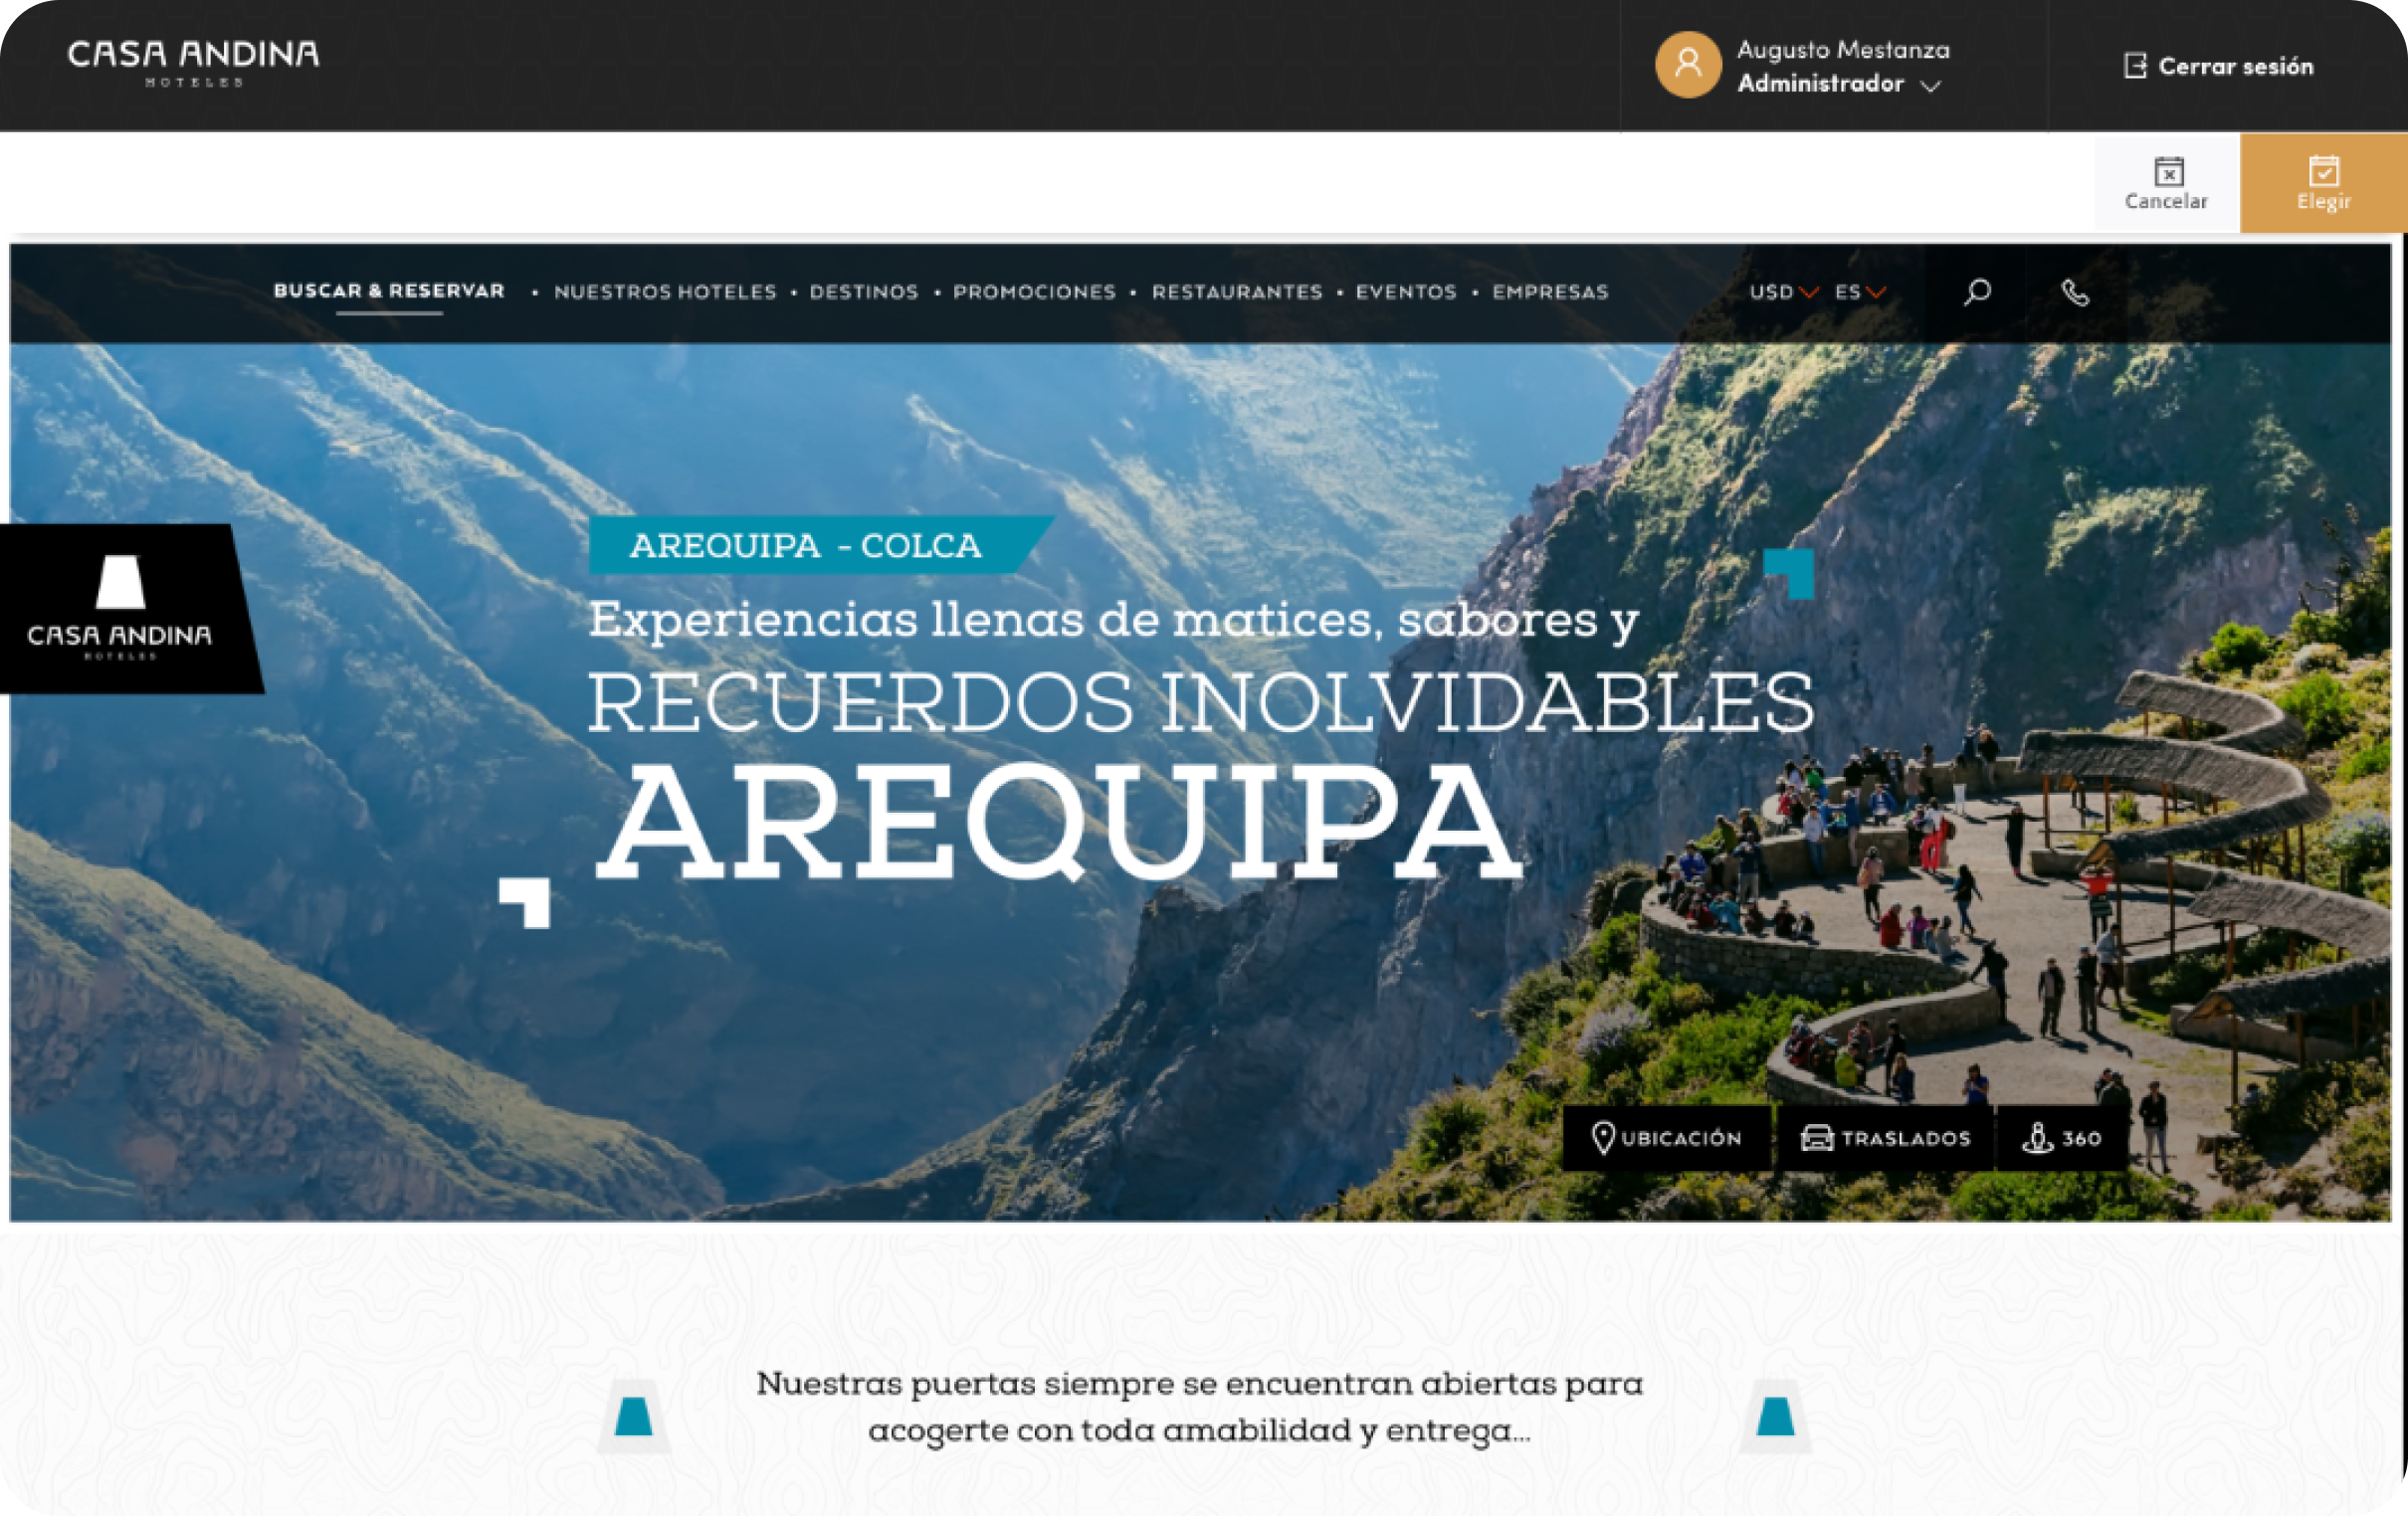 CASA ANDINA
HOTELES
Augusto Mestanza
Administrador
Cerrar sesión
Cancelar
Elegir
BUSCAR & RESERVAR • NUESTROS HOTELES • DESTINOS • PROMOCIONES • RESTAURANTES • EVENTOS • EMPRESAS
USD ES
AREQUIPA - COLCA
Experiencias llenas de matices, sabores y
RECUERDOS INOLVIDABLES
AREQUIPA
CASA ANDINA
HOTELES
UBICACIÓN
TRASLADOS
360
Nuestras puertas siempre se encuentran abiertas para
acogerte con toda amabilidad y entrega...